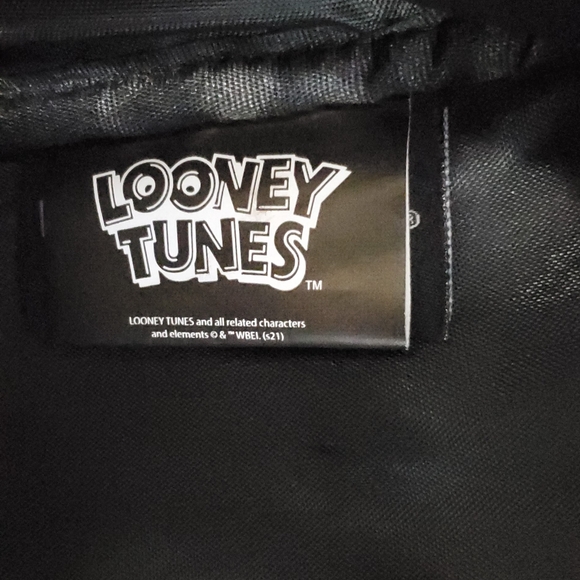 LOONEY
TUNES
TM
LOONEY TUNES and all related characters
and elements © & ™ WBEI. (s21)